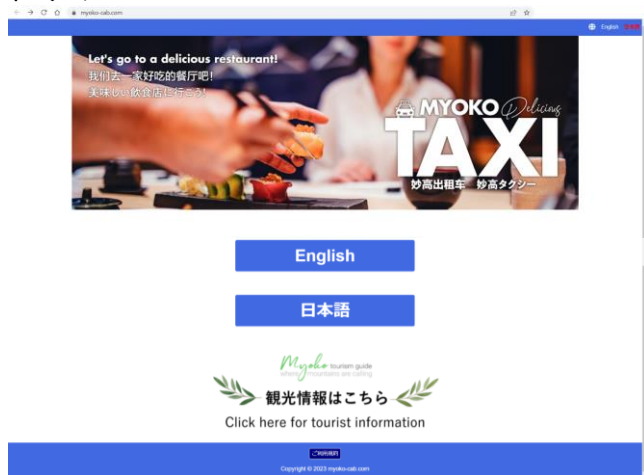 myoko-cab.com
English 日本語
Let's go to a delicious restaurant!
我们去一家好吃的餐厅吧!
美味しい飲食店に行こう!
MYOKO Delicious
TAXI
妙高出租车 妙高タクシー
English
日本語
Myoko tourism guide
where mountains are calling
観光情報はこちら
Click here for tourist information
ご利用規約
Copyright © 2023 myoko-cab.com